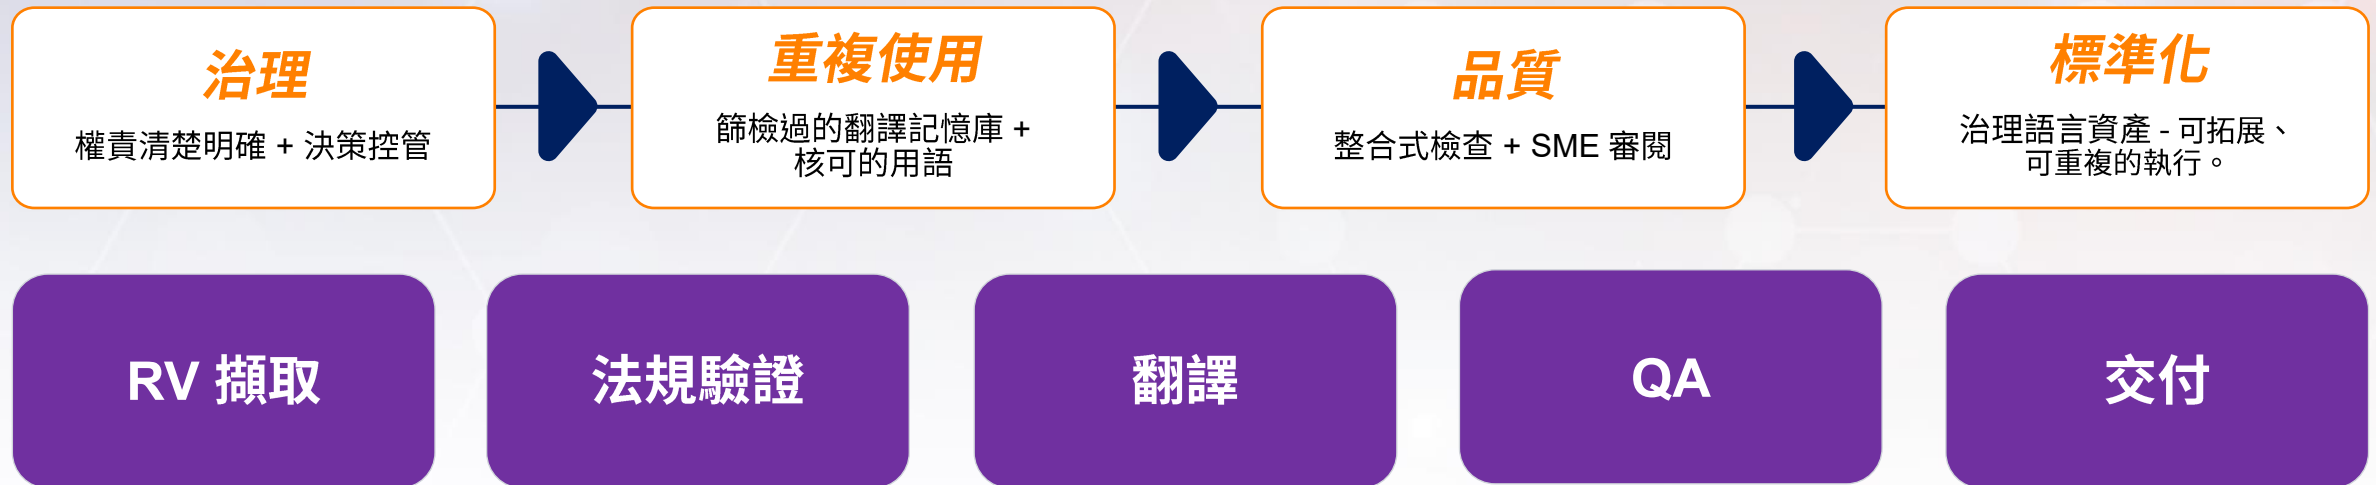 治理
權責清楚明確 + 決策控管
重複使用
篩檢過的翻譯記憶庫 +
核可的用語
品質
整合式檢查 + SME 審閱
標準化
治理語言資產 - 可拓展、
可重複的執行。
RV 擷取
法規驗證
翻譯
QA
交付